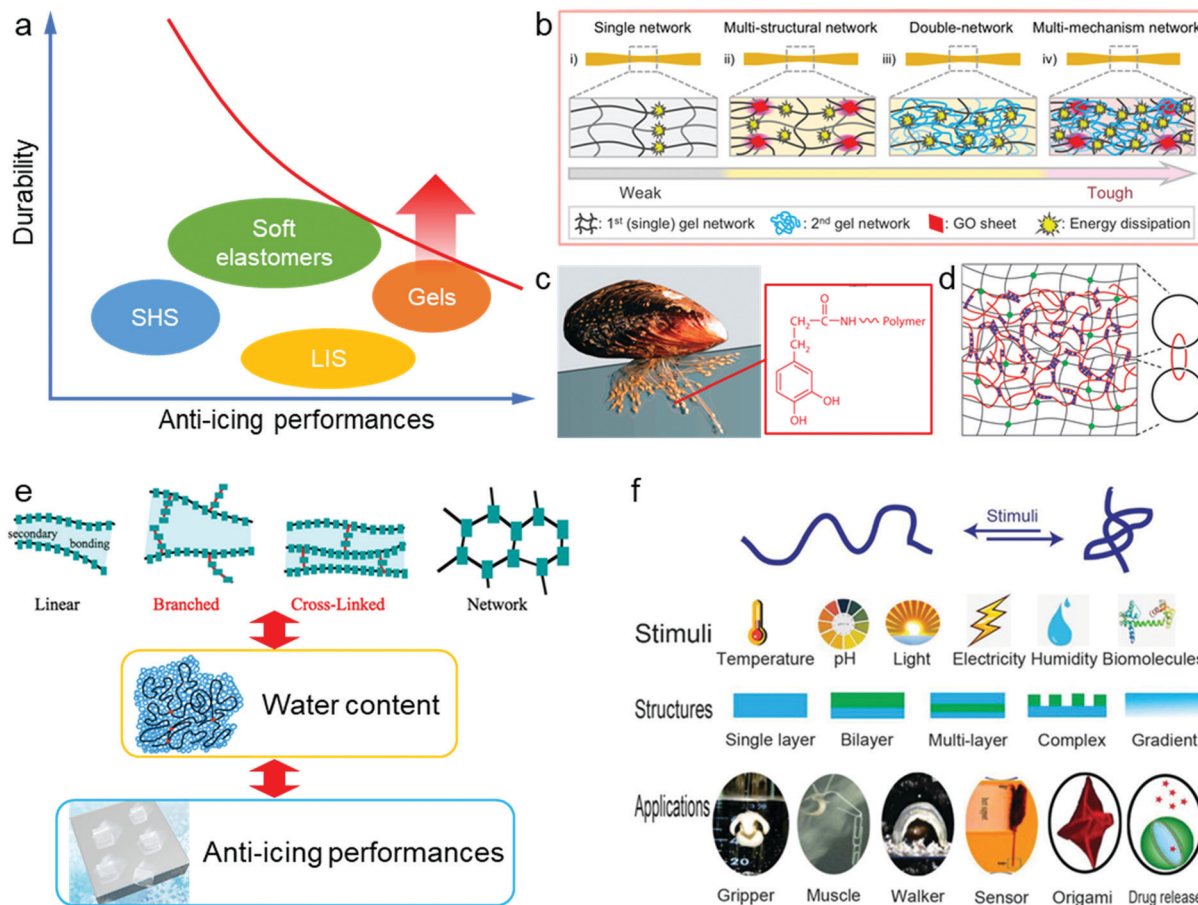 a
Durability
Soft
elastomers
SHS
Gels
LIS
Anti-icing performances
b
Single network
Multi-structural network
Double-network
Multi-mechanism network
i)
ii)
iii)
iv)
Weak
Tough
: 1st (single) gel network
: 2nd gel network
: GO sheet
: Energy dissipation
c
O
CH2—C—NH Polymer
CH2
OH
OH
d
e
secondary
bonding
Linear
Branched
Cross-Linked
Network
Water content
Anti-icing performances
f
Stimuli
Stimuli
Temperature
pH
Light
Electricity
Humidity
Biomolecules
Structures
Single layer
Bilayer
Multi-layer
Complex
Gradient
Applications
20
Gripper
Muscle
Walker
Sensor
Origami
Drug release